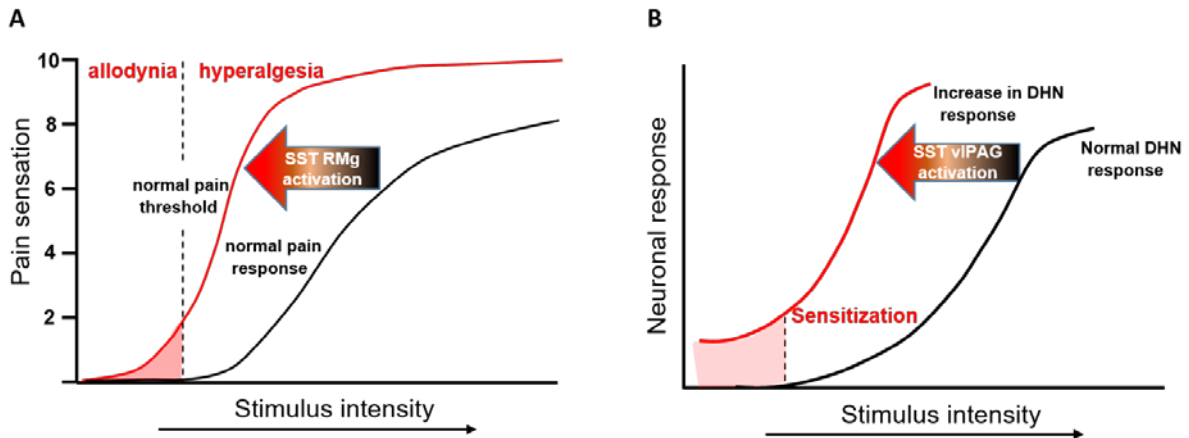 A
10
8
6
4
2
Pain sensation
allodynia
hyperalgesia
SST RMg
activation
normal pain
threshold
normal pain
response
Stimulus intensity
B
Neuronal response
Increase in DHN
response
SST vlPAG
activation
Normal DHN
response
Sensitization
Stimulus intensity